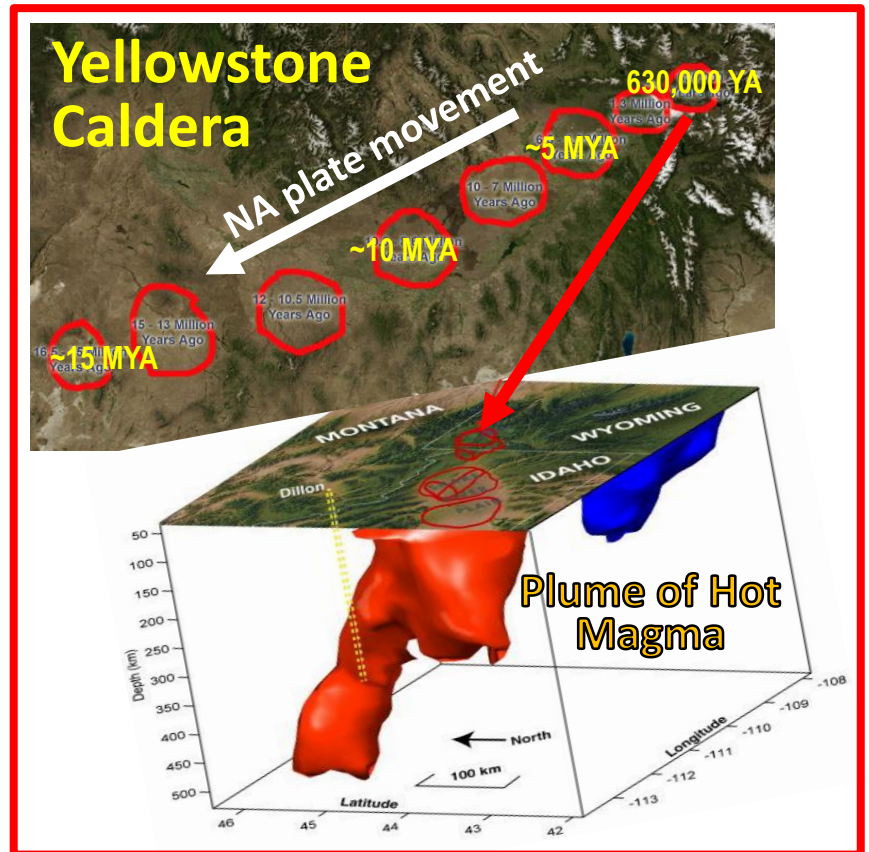 Yellowstone
Caldera
NA plate movement
630,000 YA
1.3 Million
Years Ago
~5 MYA
10 - 7 Million
Years Ago
~10 MYA
12 - 10.5 Million
Years Ago
15 - 13 Million
Years Ago
~15 MYA
Years Ago
MONTANA
WYOMING
IDAHO
Dillon
Plume of Hot
Magma
50
100
150
200
250
300
350
400
450
500
Depth (km)
North
100 km
Latitude
46
45
44
43
42
Longitude
-113
-112
-111
-110
-109
-108